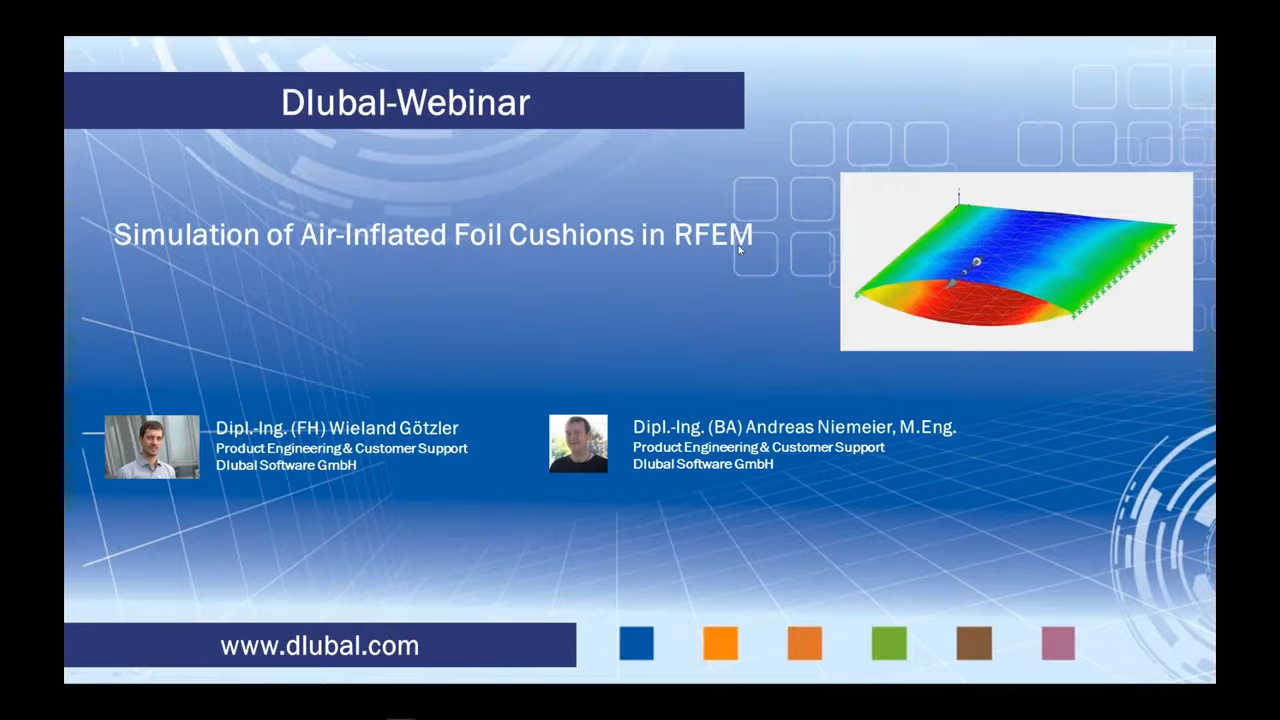 Dlubal-Webinar
Simulation of Air-Inflated Foil Cushions in RFEM
Dipl.-Ing. (FH) Wieland Götzler
Product Engineering & Customer Support
Dlubal Software GmbH
Dipl.-Ing. (BA) Andreas Niemeier, M.Eng.
Product Engineering & Customer Support
Dlubal Software GmbH
www.dlubal.com